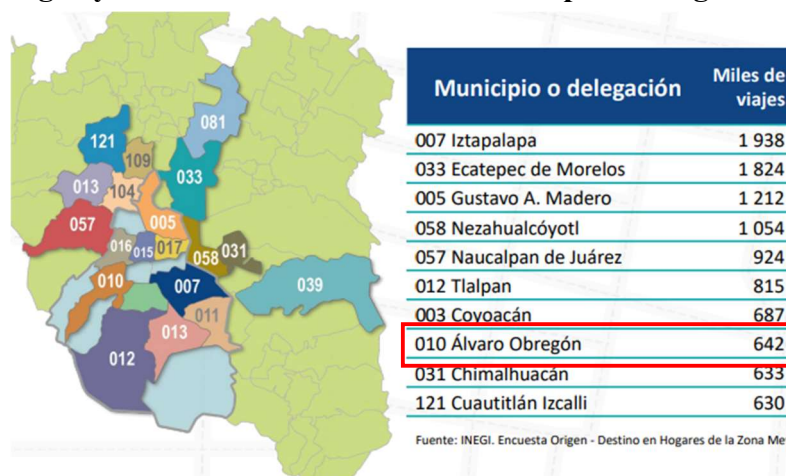 121
081
109
013
104
033
057
005
016
015
017
058
031
010
007
039
011
013
012
Municipio o delegación Miles de viajes
007 Iztapalapa 1 938
033 Ecatepec de Morelos 1 824
005 Gustavo A. Madero 1 212
058 Nezahualcóyotl 1 054
057 Naucalpan de Juárez 924
012 Tlalpan 815
003 Coyoacán 687
010 Álvaro Obregón 642
031 Chimalhuacán 633
121 Cuautitlán Izcalli 630
Fuente: INEGI. Encuesta Origen - Destino en Hogares de la Zona Me